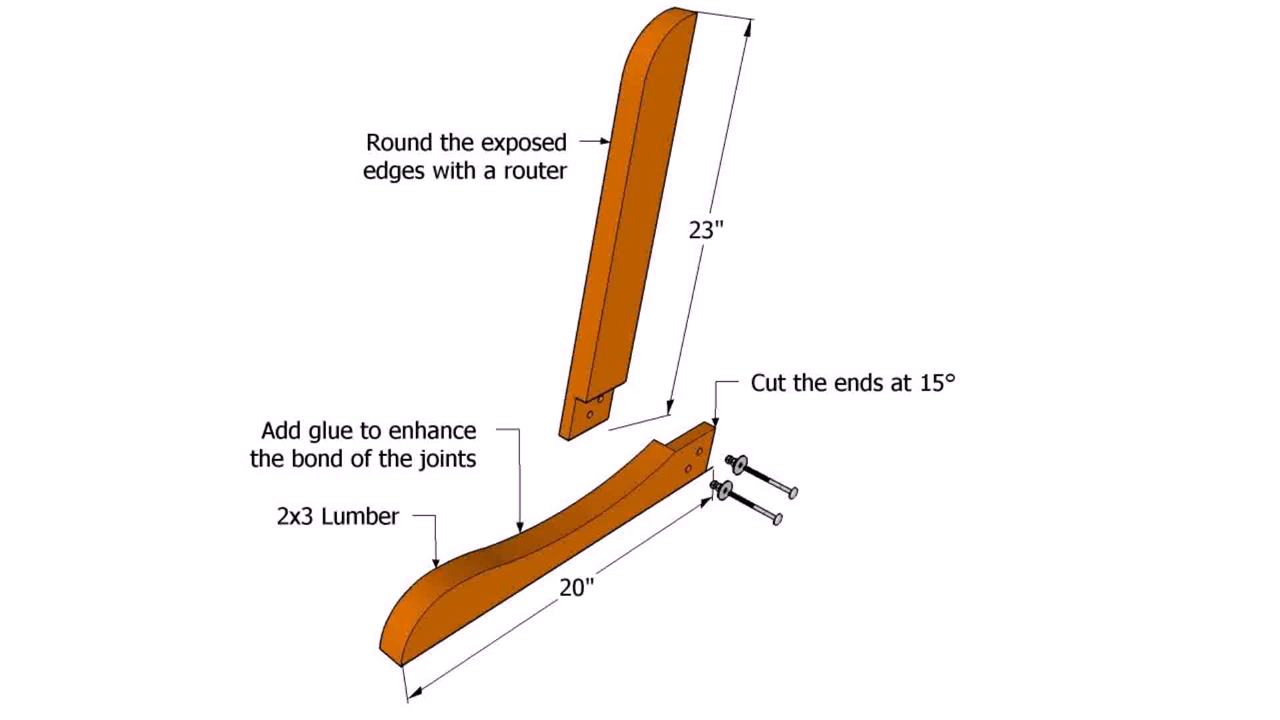 Round the exposed
edges with a router
23"
Cut the ends at 15°
Add glue to enhance
the bond of the joints
2x3 Lumber
20"